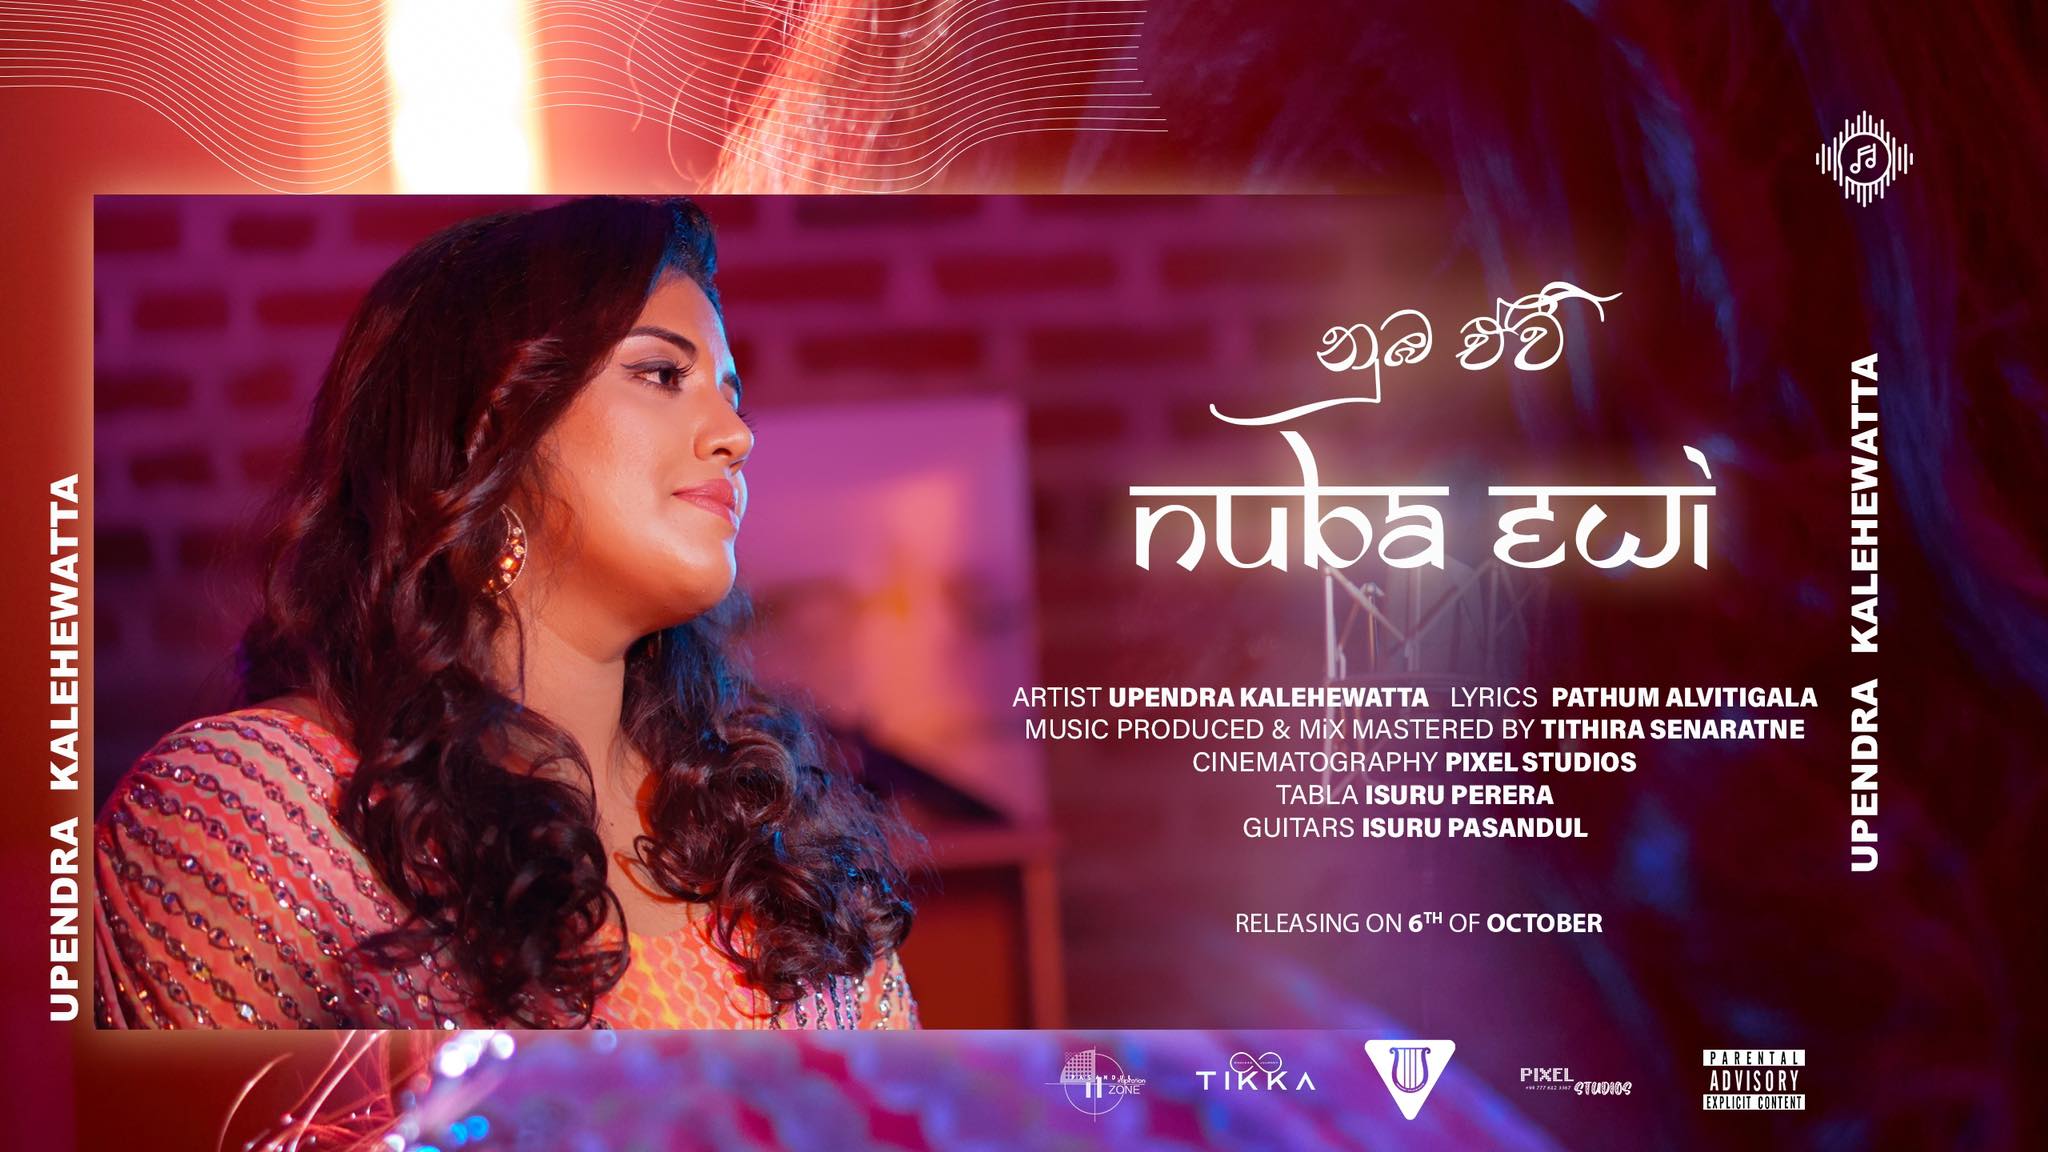 UPENDRA KALEHEWATTA
නුඹ ඒවි
nuba ewi
ARTIST UPENDRA KALEHEWATTA LYRICS PATHUM ALVITIGALA
MUSIC PRODUCED & MiX MASTERED BY TITHIRA SENARATNE
CINEMATOGRAPHY PIXEL STUDIOS
TABLA ISURU PERERA
GUITARS ISURU PASANDUL
RELEASING ON 6TH OF OCTOBER
UPENDRA KALEHEWATTA
ZONE
TIKKA
PIXEL
STUDIOS
PARENTAL
ADVISORY
EXPLICIT CONTENT